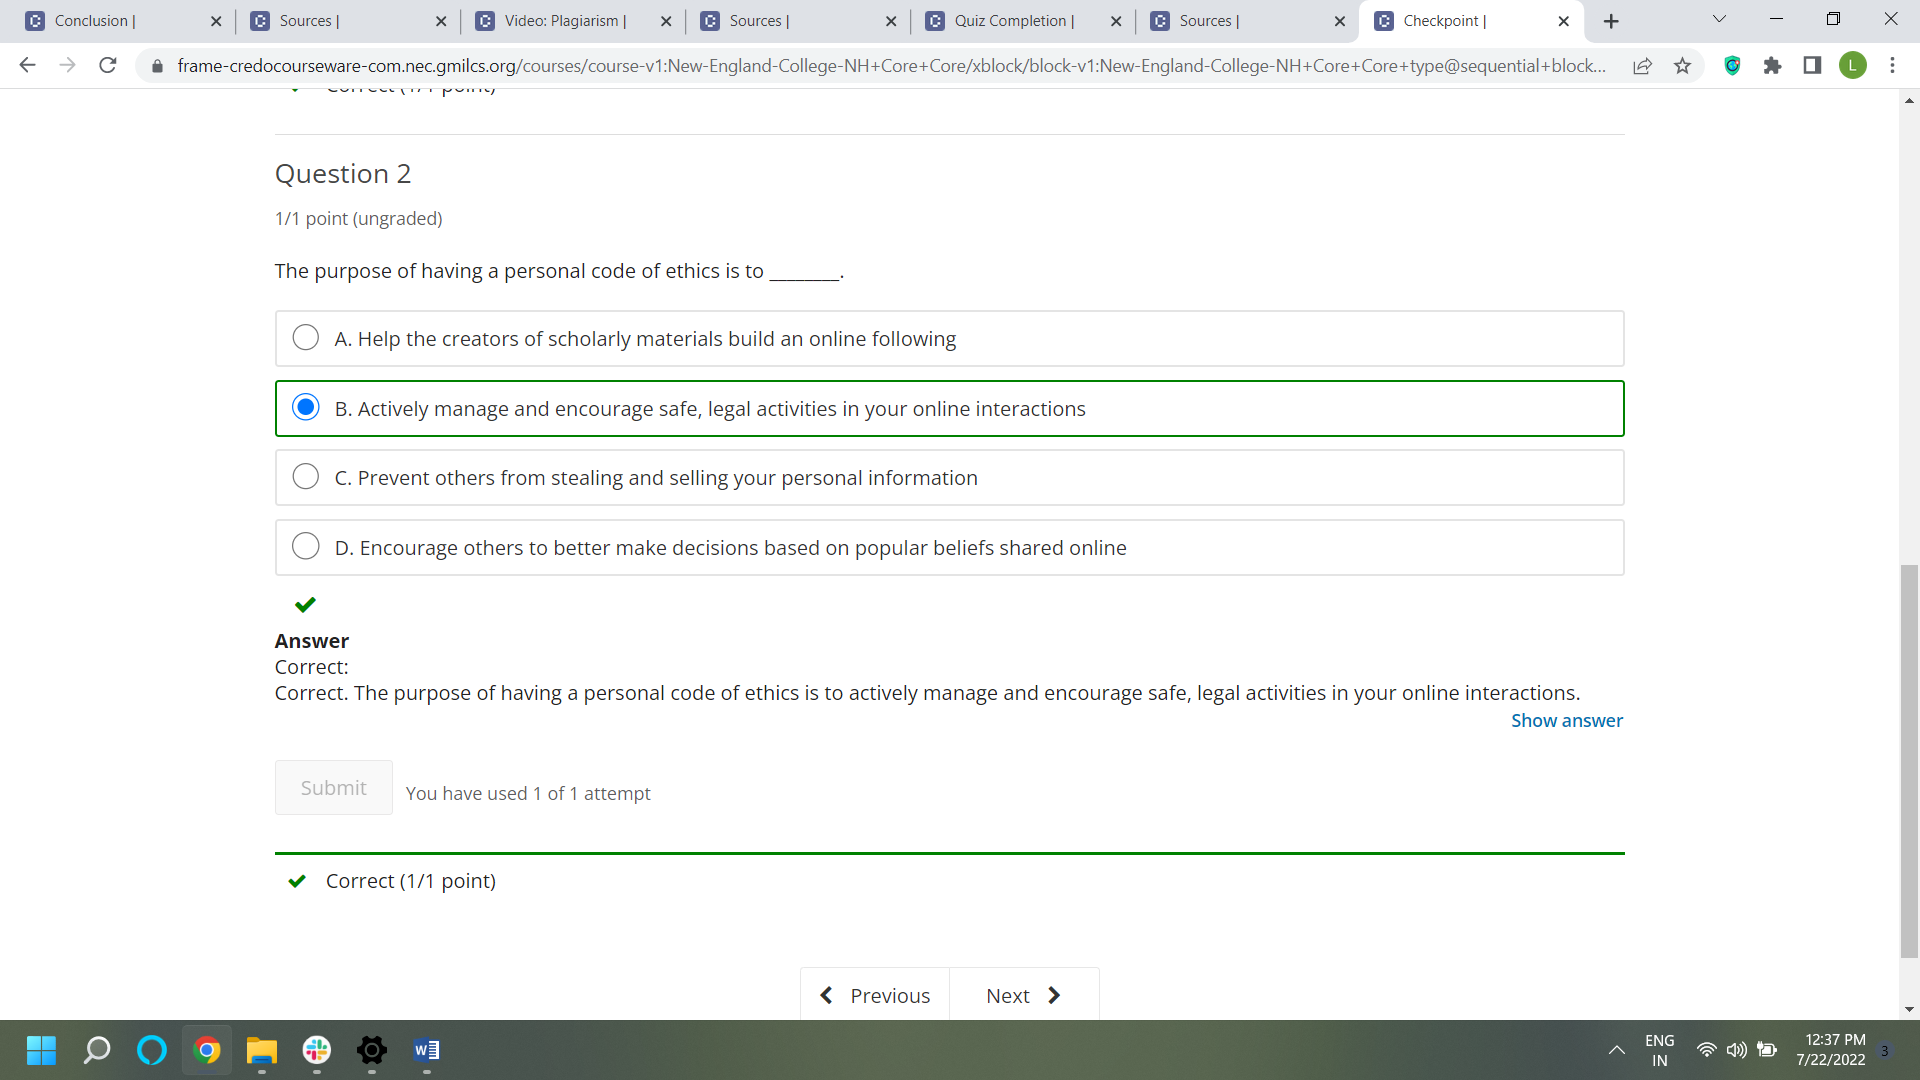 Conclusion |
Sources |
Video: Plagiarism |
Sources |
Quiz Completion |
Sources |
Checkpoint |
frame-credocourseware-com.nec.gmilcs.org/courses/course-v1:New-England-College-NH+Core+Core/xblock/block-v1:New-England-College-NH+Core+Core+type@sequential+block...
L
Correct (1/1 point)
Question 2
1/1 point (ungraded)
The purpose of having a personal code of ethics is to ________.
A. Help the creators of scholarly materials build an online following
B. Actively manage and encourage safe, legal activities in your online interactions
C. Prevent others from stealing and selling your personal information
D. Encourage others to better make decisions based on popular beliefs shared online
Answer
Correct:
Correct. The purpose of having a personal code of ethics is to actively manage and encourage safe, legal activities in your online interactions.
Show answer
Submit
You have used 1 of 1 attempt
Correct (1/1 point)
Previous
Next
W
ENG
IN
12:37 PM
7/22/2022
3